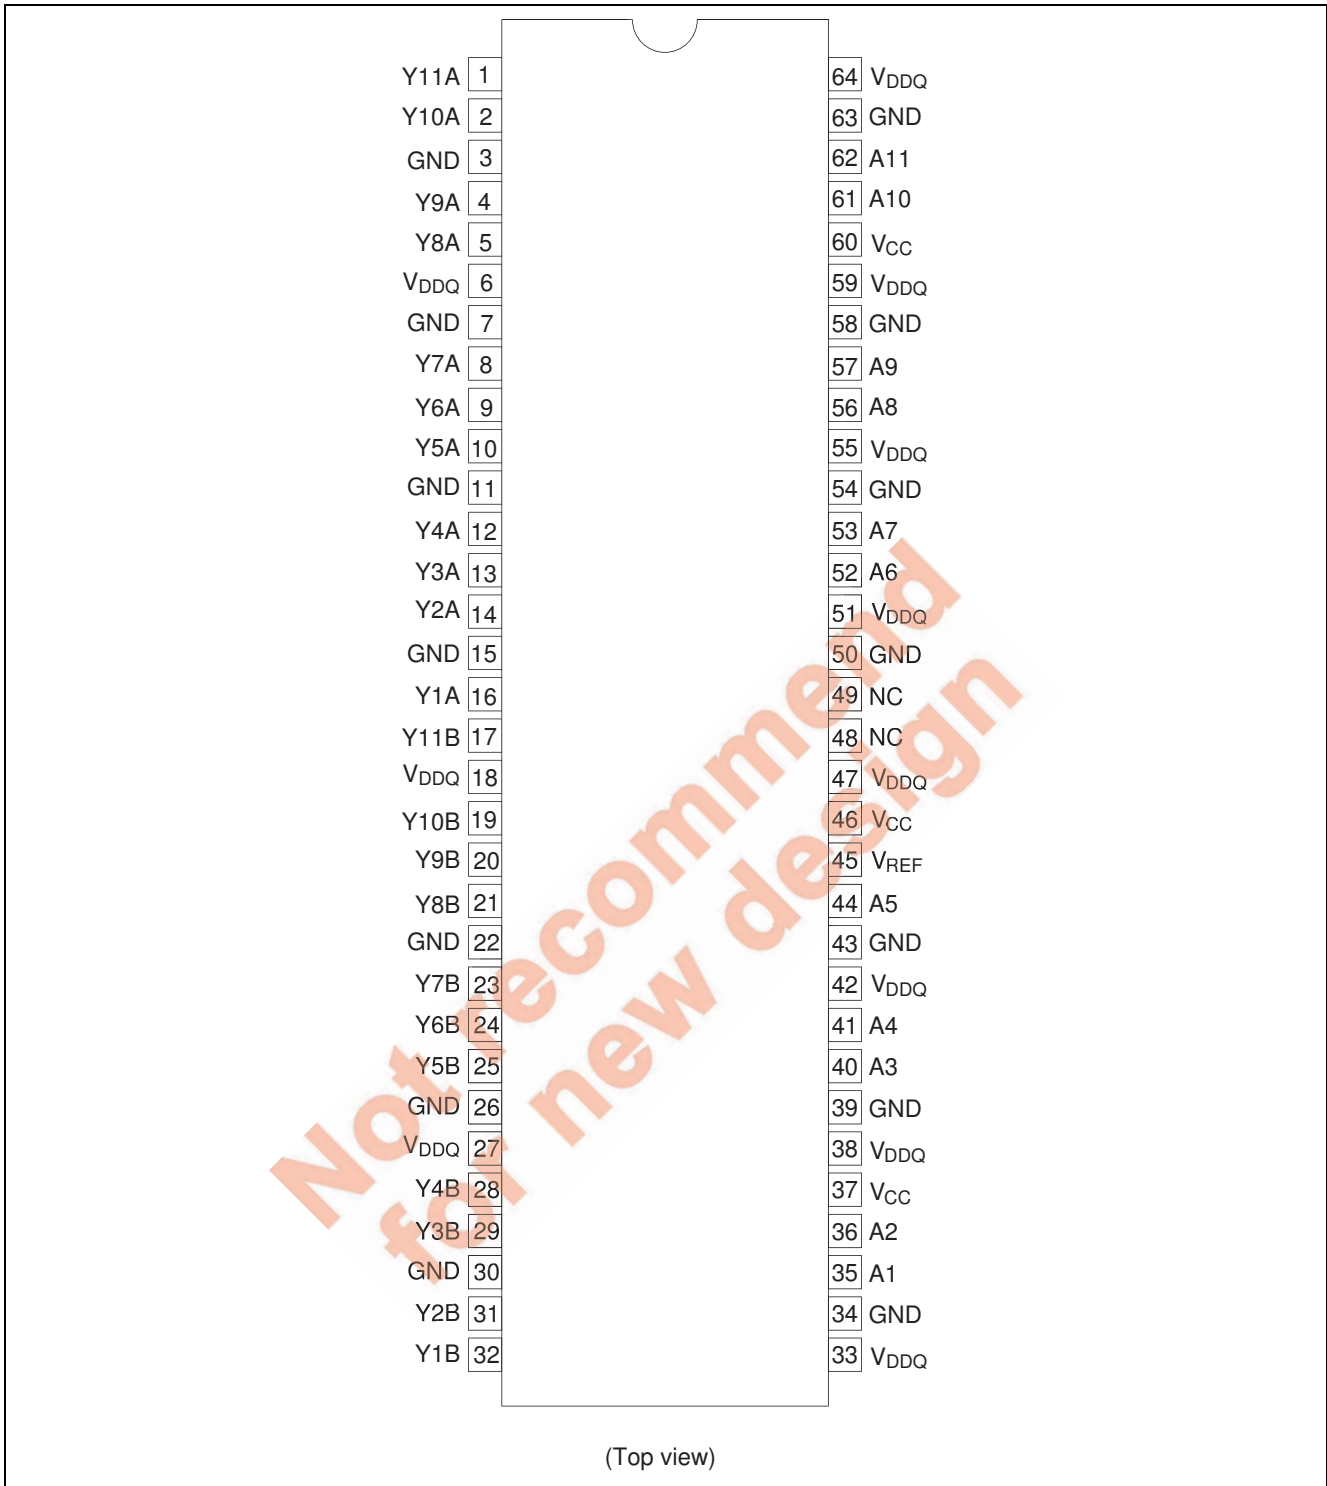 Y11A 1 64 VDDQ
Y10A 2 63 GND
GND 3 62 A11
Y9A 4 61 A10
Y8A 5 60 VCC
VDDQ 6 59 VDDQ
GND 7 58 GND
Y7A 8 57 A9
Y6A 9 56 A8
Y5A 10 55 VDDQ
GND 11 54 GND
Y4A 12 53 A7
Y3A 13 52 A6
Y2A 14 51 VDDQ
GND 15 50 GND
Y1A 16 49 NC
Y11B 17 48 NC
VDDQ 18 47 VDDQ
Y10B 19 46 VCC
Y9B 20 45 VREF
Y8B 21 44 A5
GND 22 43 GND
Y7B 23 42 VDDQ
Y6B 24 41 A4
Y5B 25 40 A3
GND 26 39 GND
VDDQ 27 38 VDDQ
Y4B 28 37 VCC
Y3B 29 36 A2
GND 30 35 A1
Y2B 31 34 GND
Y1B 32 33 VDDQ
(Top view)
Not recommend
for new design